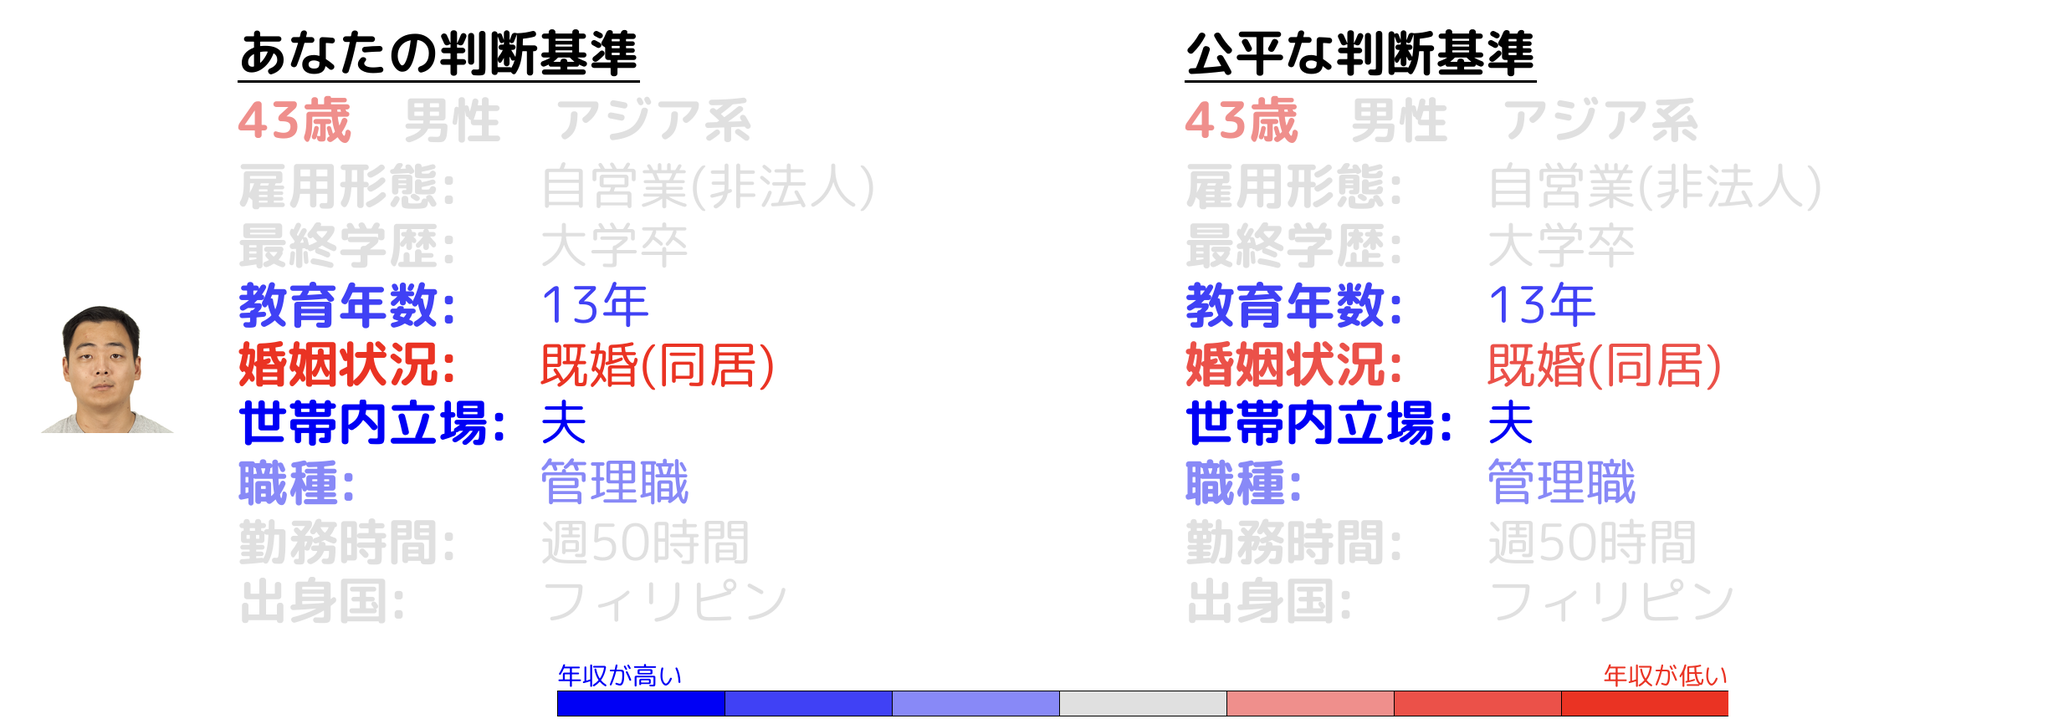 あなたの判断基準
43歳 男性 アジア系
雇用形態: 自営業(非法人)
最終学歴: 大学卒
教育年数: 13年
婚姻状況: 既婚(同居)
世帯内立場: 夫
職種: 管理職
勤務時間: 週50時間
出身国: フィリピン
公平な判断基準
43歳 男性 アジア系
雇用形態: 自営業(非法人)
最終学歴: 大学卒
教育年数: 13年
婚姻状況: 既婚(同居)
世帯内立場: 夫
職種: 管理職
勤務時間: 週50時間
出身国: フィリピン
年収が高い 年収が低い